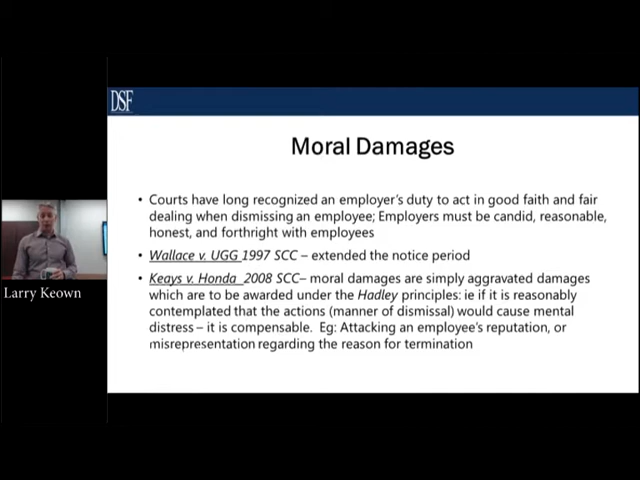 DSF
Moral Damages
• Courts have long recognized an employer's duty to act in good faith and fair
dealing when dismissing an employee; Employers must be candid, reasonable,
honest, and forthright with employees
• Wallace v. UGG 1997 SCC – extended the notice period
• Keays v. Honda 2008 SCC– moral damages are simply aggravated damages
which are to be awarded under the Hadley principles: ie if it is reasonably
contemplated that the actions (manner of dismissal) would cause mental
distress – it is compensable. Eg: Attacking an employee's reputation, or
misrepresentation regarding the reason for termination
Larry Keown